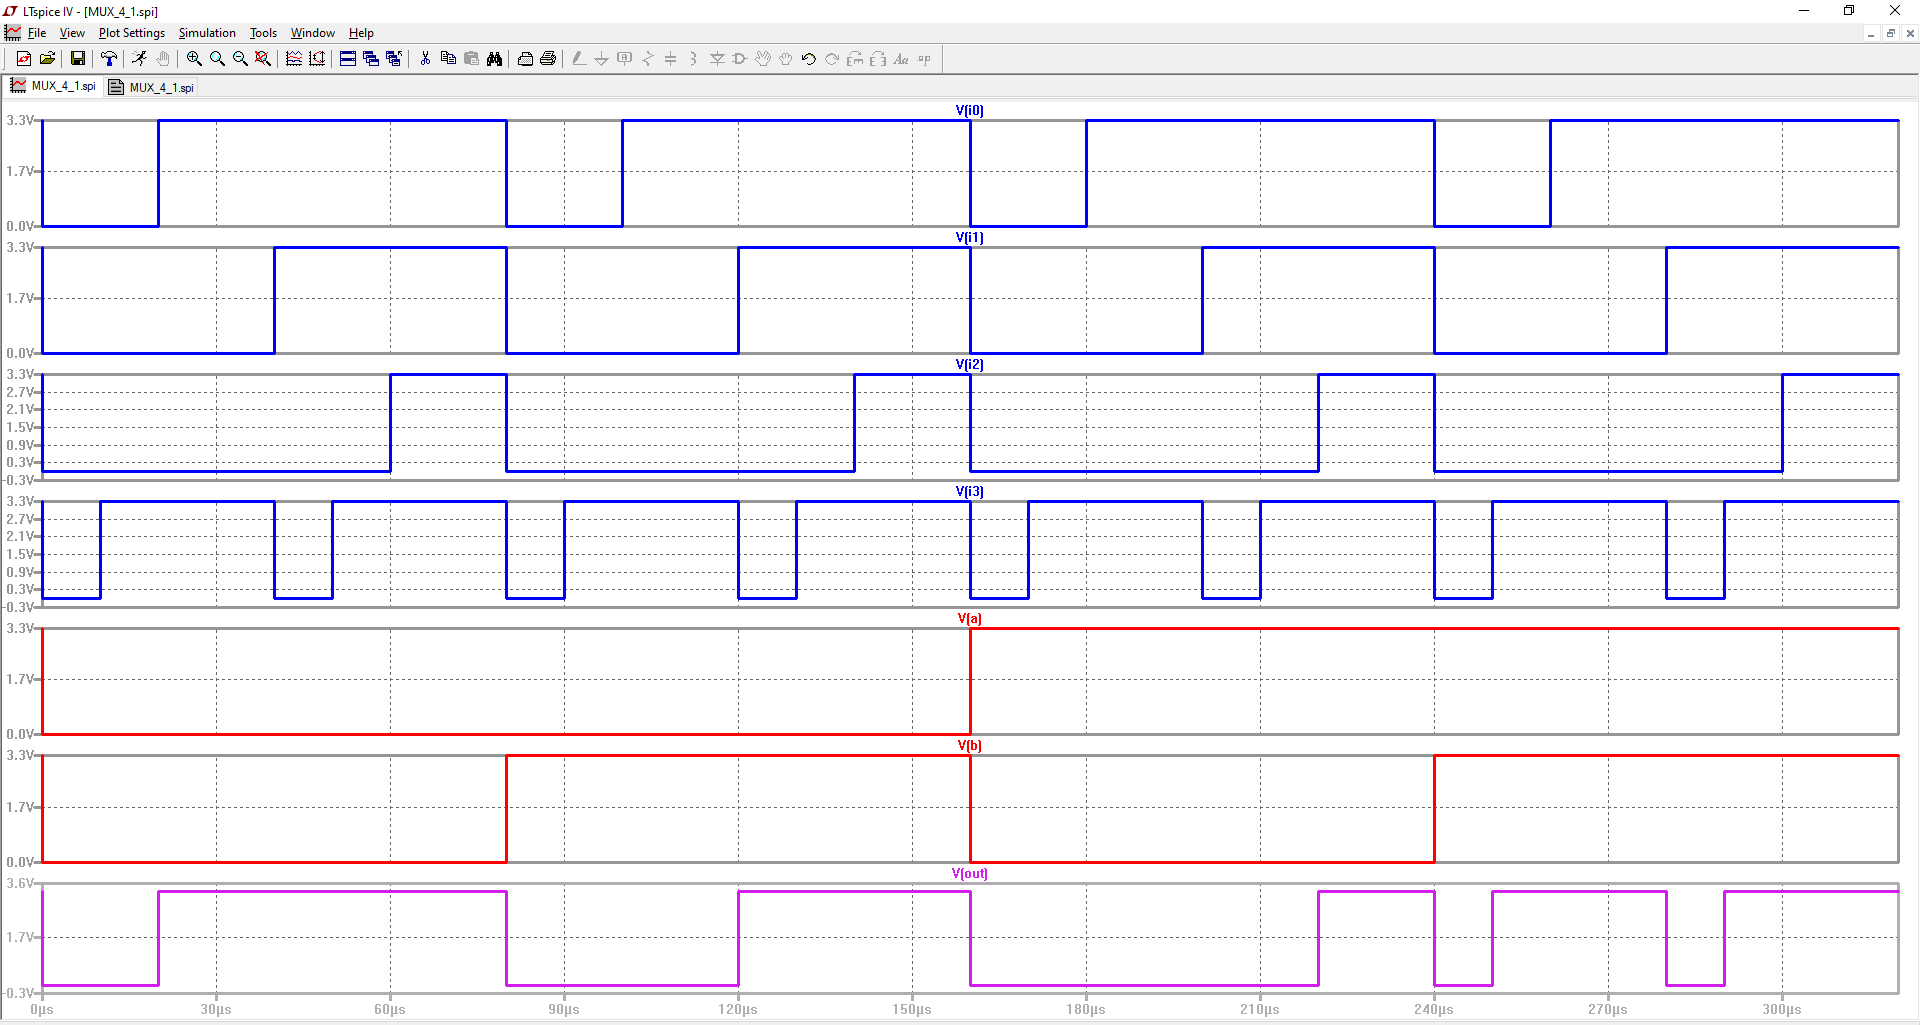 LTspice IV - [MUX_4_1.spi]
File View Plot Settings Simulation Tools Window Help
MUX_4_1.spi MUX_4_1.spi
V(i0)
3.3V
1.7V
0.0V
V(i1)
3.3V
1.7V
0.0V
V(i2)
3.3V
2.7V
2.1V
1.5V
0.9V
0.3V
-0.3V
V(i3)
3.3V
2.7V
2.1V
1.5V
0.9V
0.3V
-0.3V
V(a)
3.3V
1.7V
0.0V
V(b)
3.3V
1.7V
0.0V
V(out)
3.6V
1.7V
-0.3V
0µs 30µs 60µs 90µs 120µs 150µs 180µs 210µs 240µs 270µs 300µs